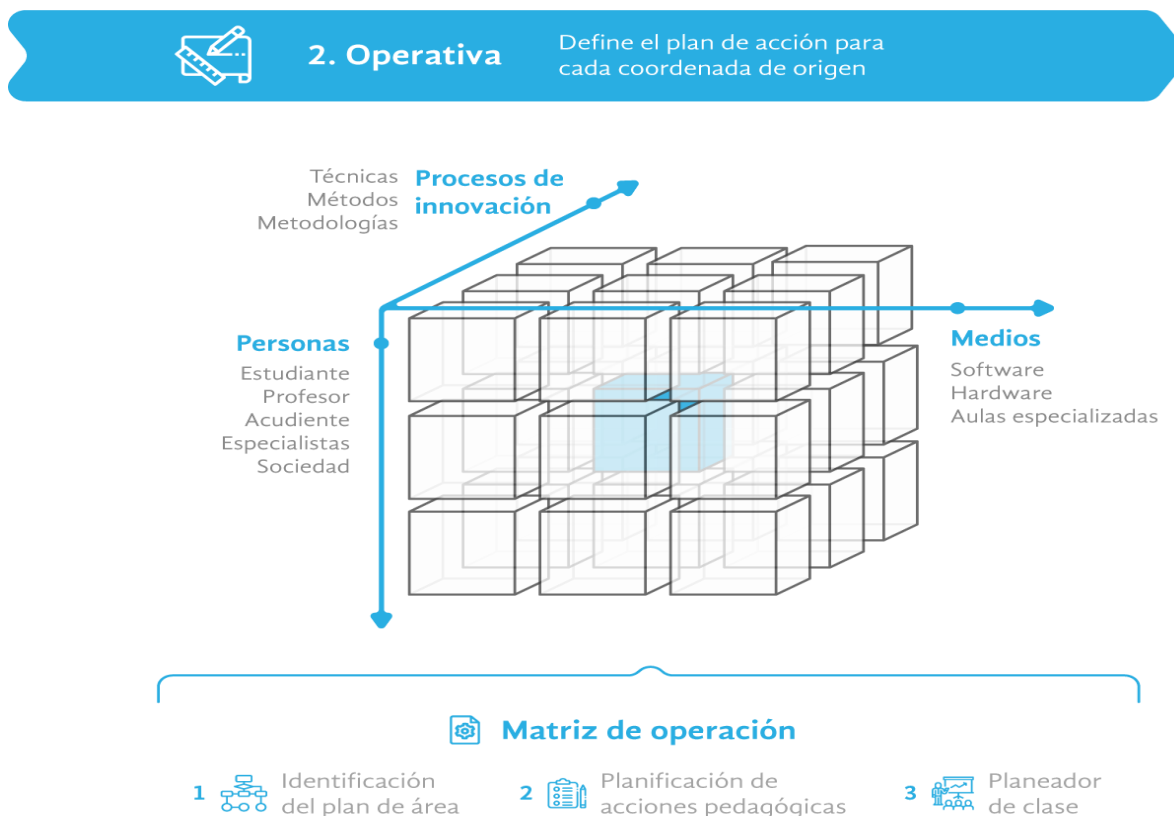 2. Operativa
Define el plan de acción para
cada coordenada de origen
Técnicas
Métodos
Metodologías
Procesos de
innovación
Personas
Estudiante
Profesor
Acudiente
Especialistas
Sociedad
Medios
Software
Hardware
Aulas especializadas
Matriz de operación
1 Identificación
del plan de área
2 Planificación de
acciones pedagógicas
3 Planeador
de clase